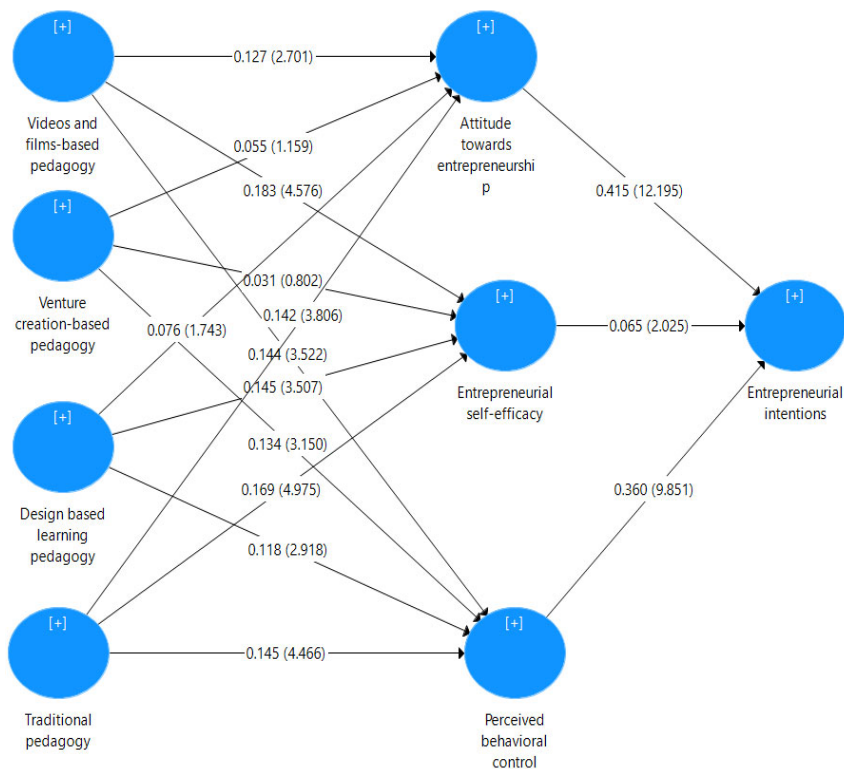 [+]
Videos and
films-based
pedagogy
[+]
Venture
creation-based
pedagogy
[+]
Design based
learning
pedagogy
[+]
Traditional
pedagogy
0.127 (2.701)
0.055 (1.159)
0.183 (4.576)
0.031 (0.802)
0.142 (3.806)
0.076 (1.743)
0.144 (3.522)
0.145 (3.507)
0.134 (3.150)
0.169 (4.975)
0.118 (2.918)
0.145 (4.466)
[+]
Attitude
towards
entrepreneurshi
p
[+]
Entrepreneurial
self-efficacy
[+]
Perceived
behavioral
control
0.415 (12.195)
0.065 (2.025)
0.360 (9.851)
[+]
Entrepreneurial
intentions